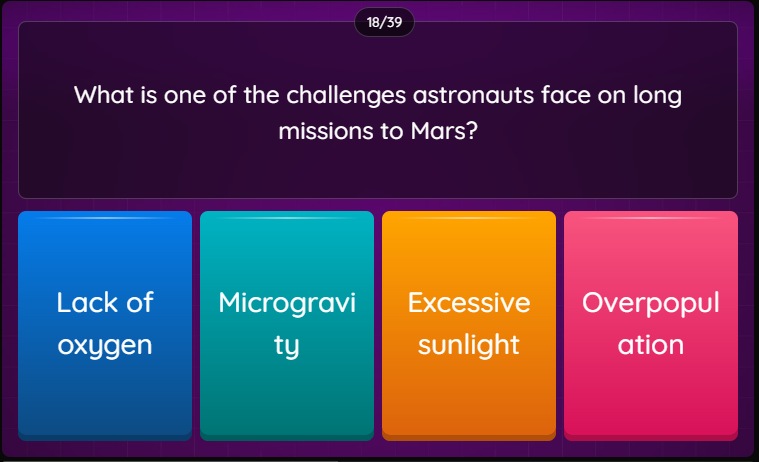 18/39
What is one of the challenges astronauts face on long
missions to Mars?
Lack of
oxygen
Microgravi
ty
Excessive
sunlight
Overpopul
ation